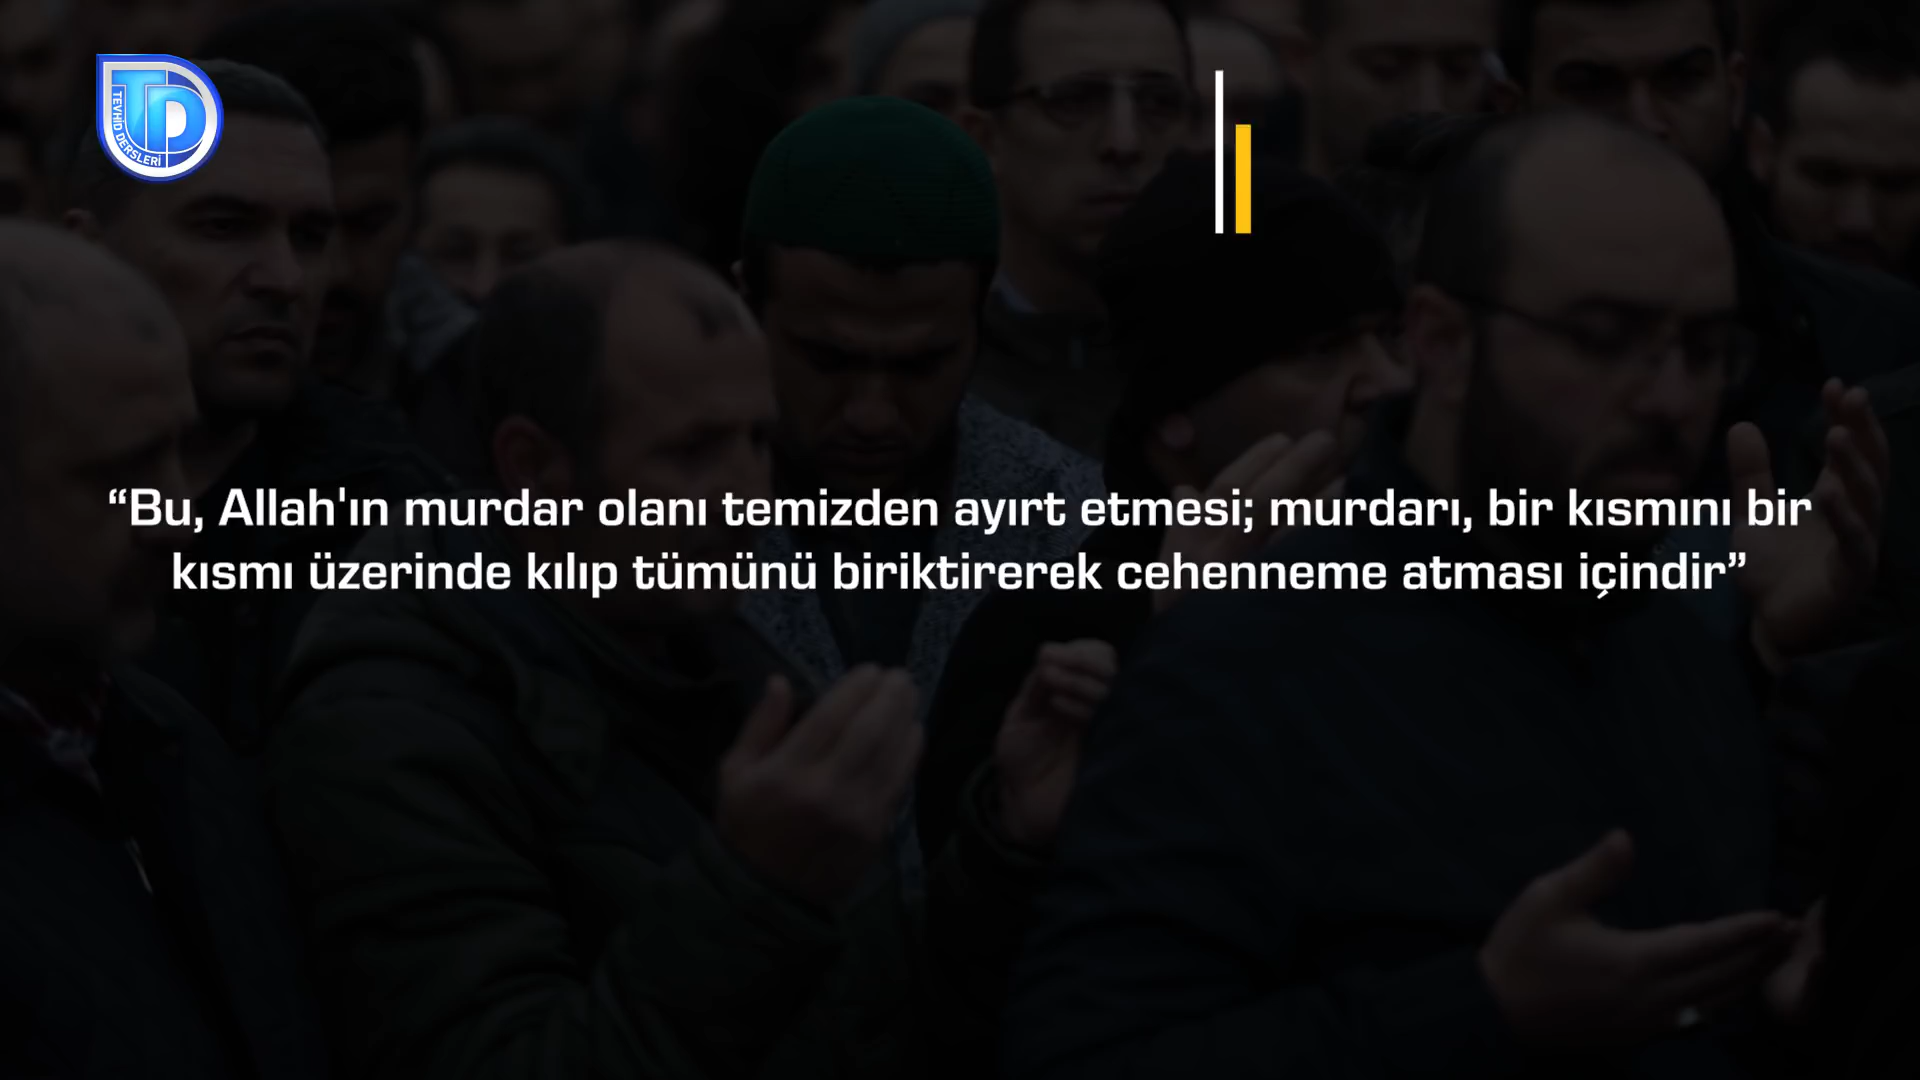 TD
TEVHİD DERSLERİ
“Bu, Allah'ın murdar olanı temizden ayırt etmesi; murdarı, bir kısmını bir
kısmı üzerinde kılıp tümünü biriktirerek cehenneme atması içindir”